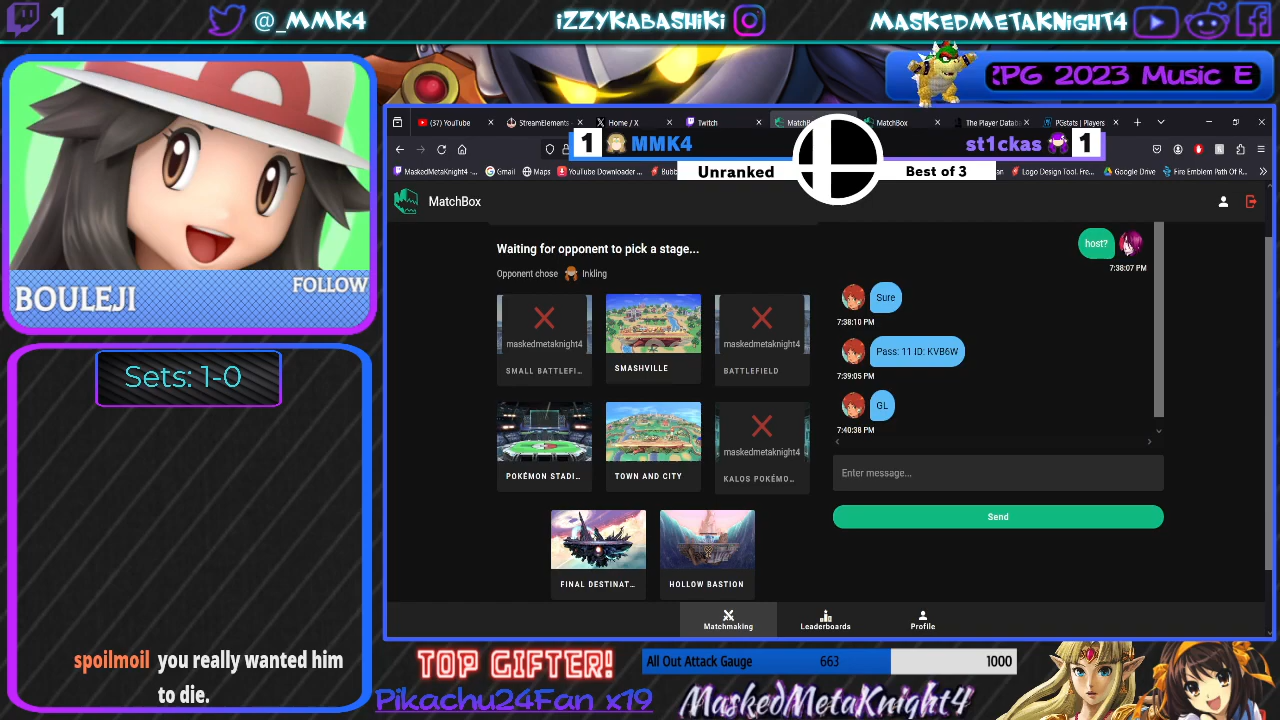 1
@_MMK4
iZZYKABASHiKi
MASKEDMETAKNiGHT4
PG 2023 Music E
BOULEJI
FOLLOW
Sets: 1-0
spoilmoil you really wanted him
to die.
(37) YouTube
StreamElements
Home / X
Twitch
MatchB
MatchBox
The Player Datab
PGstats | Players
1 MMK4
st1ckas 1
Unranked
Best of 3
MaskedMetaKnight4 -...
Gmail
Maps
YouTube Downloader ...
Bubb
Logo Design Tool. Fre...
Google Drive
Fire Emblem Path Of R...
MatchBox
Waiting for opponent to pick a stage...
Opponent chose Inkling
maskedmetaknight4
SMALL BATTLEFI...
SMASHVILLE
maskedmetaknight4
BATTLEFIELD
POKÉMON STADI...
TOWN AND CITY
maskedmetaknight4
KALOS POKÉMO...
FINAL DESTINAT...
HOLLOW BASTION
host?
7:38:07 PM
Sure
7:38:10 PM
Pass: 11 ID: KVB6W
7:39:05 PM
GL
7:40:38 PM
Enter message...
Send
Matchmaking
Leaderboards
Profile
TOP GIFTER!
Pikachu24Fan x19
All Out Attack Gauge 663 1000
MaskedMetaKnight4